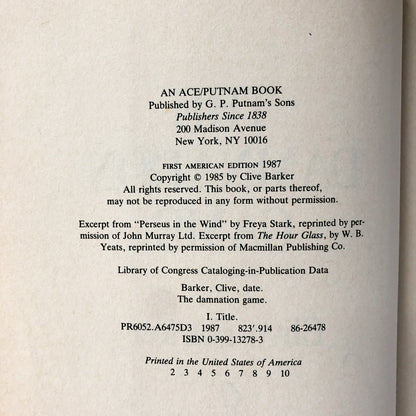 AN ACE/PUTNAM BOOK
Published by G. P. Putnam's Sons
Publishers Since 1838
200 Madison Avenue
New York, NY 10016
FIRST AMERICAN EDITION 1987
Copyright © 1985 by Clive Barker
All rights reserved. This book, or parts thereof,
may not be reproduced in any form without permission.
Excerpt from "Perseus in the Wind" by Freya Stark, reprinted by per-
mission of John Murray Ltd. Excerpt from The Hour Glass, by W. B.
Yeats, reprinted by permission of Macmillan Publishing Co.
Library of Congress Cataloging-in-Publication Data
Barker, Clive, date.
The damnation game.
I. Title.
PR6052.A6475D3 1987 823'.914 86-26478
ISBN 0-399-13278-3
Printed in the United States of America
2 3 4 5 6 7 8 9 10